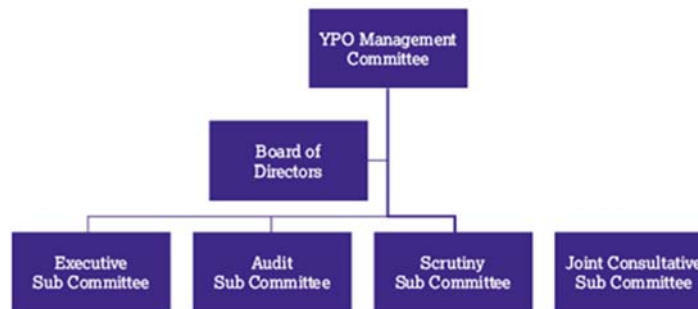 YPO Management
Committee
Board of
Directors
Executive
Sub Committee
Audit
Sub Committee
Scrutiny
Sub Committee
Joint Consultative
Sub Committee